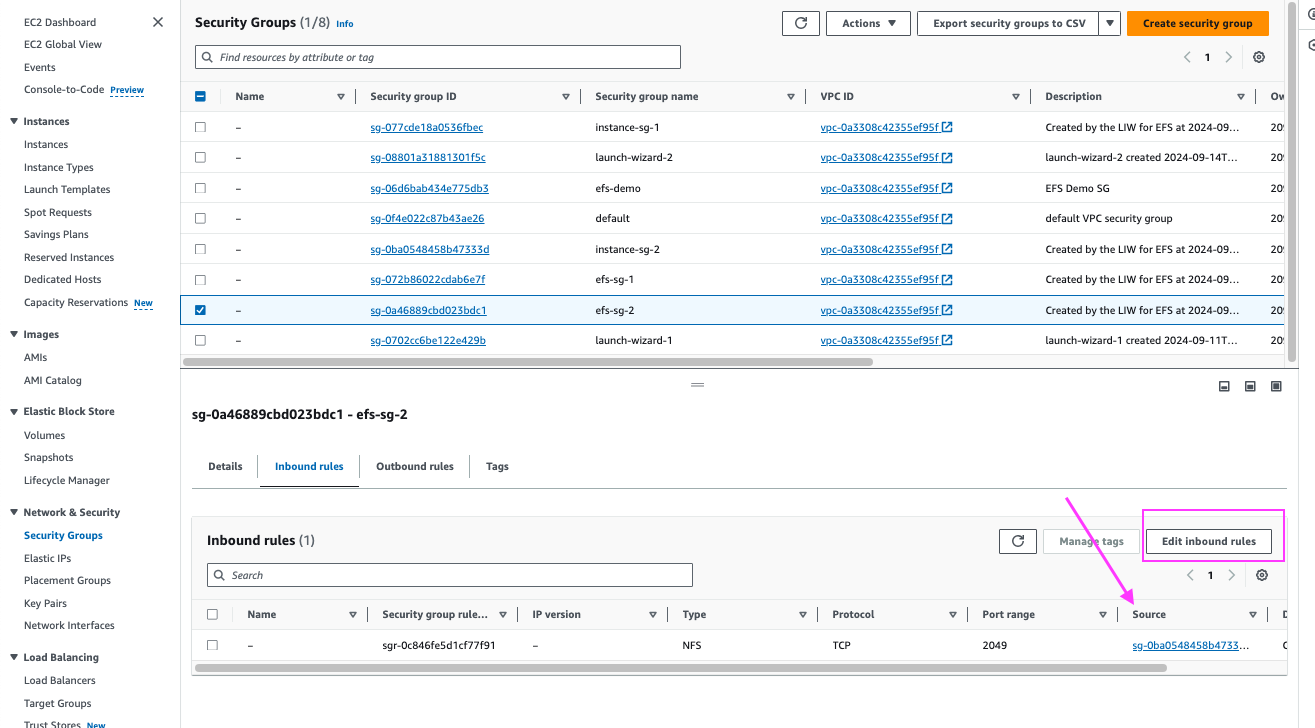 EC2 Dashboard
EC2 Global View
Events
Console-to-Code Preview
Instances
Instances
Instance Types
Launch Templates
Spot Requests
Savings Plans
Reserved Instances
Dedicated Hosts
Capacity Reservations New
Images
AMIs
AMI Catalog
Elastic Block Store
Volumes
Snapshots
Lifecycle Manager
Network & Security
Security Groups
Elastic IPs
Placement Groups
Key Pairs
Network Interfaces
Load Balancing
Load Balancers
Target Groups
Trust Stores New
Security Groups (1/8) Info
Actions
Export security groups to CSV
Create security group
Find resources by attribute or tag
1
Name Security group ID Security group name VPC ID Description Ow
– sg-077cde18a0536fbec instance-sg-1 vpc-0a3308c42355ef95f Created by the LIW for EFS at 2024-09... 209
– sg-08801a31881301f5c launch-wizard-2 vpc-0a3308c42355ef95f launch-wizard-2 created 2024-09-14T... 209
– sg-06d6bab434e775db3 efs-demo vpc-0a3308c42355ef95f EFS Demo SG 209
– sg-0f4e022c87b43ae26 default vpc-0a3308c42355ef95f default VPC security group 209
– sg-0ba0548458b47333d instance-sg-2 vpc-0a3308c42355ef95f Created by the LIW for EFS at 2024-09... 209
– sg-072b86022cdab6e7f efs-sg-1 vpc-0a3308c42355ef95f Created by the LIW for EFS at 2024-09... 209
– sg-0a46889cbd023bdc1 efs-sg-2 vpc-0a3308c42355ef95f Created by the LIW for EFS at 2024-09... 209
– sg-0702cc6be122e429b launch-wizard-1 vpc-0a3308c42355ef95f launch-wizard-1 created 2024-09-11T... 209
sg-0a46889cbd023bdc1 - efs-sg-2
Details
Inbound rules
Outbound rules
Tags
Inbound rules (1)
Manage tags
Edit inbound rules
Search
1
Name Security group rule... IP version Type Protocol Port range Source
– sgr-0c846fe5d1cf77f91 – NFS TCP 2049 sg-0ba0548458b4733...